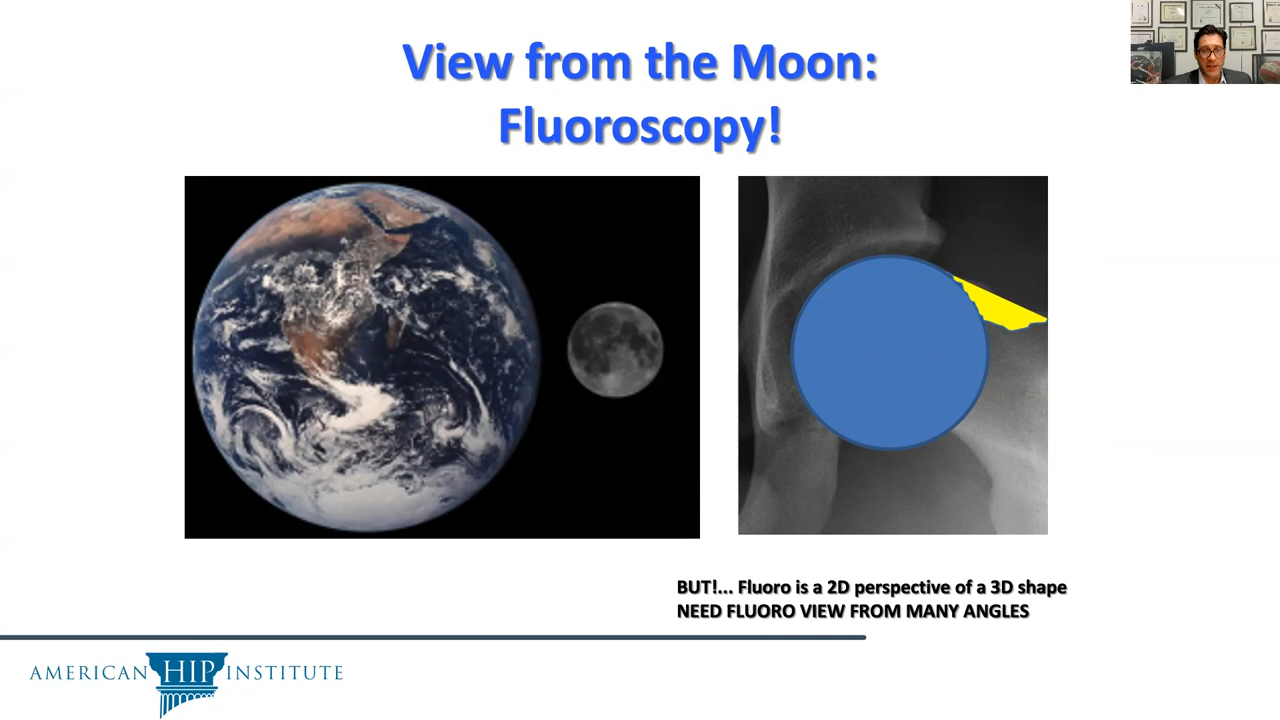 View from the Moon:
Fluoroscopy!
BUT!... Fluoro is a 2D perspective of a 3D shape
NEED FLUORO VIEW FROM MANY ANGLES
AMERICAN HIP INSTITUTE